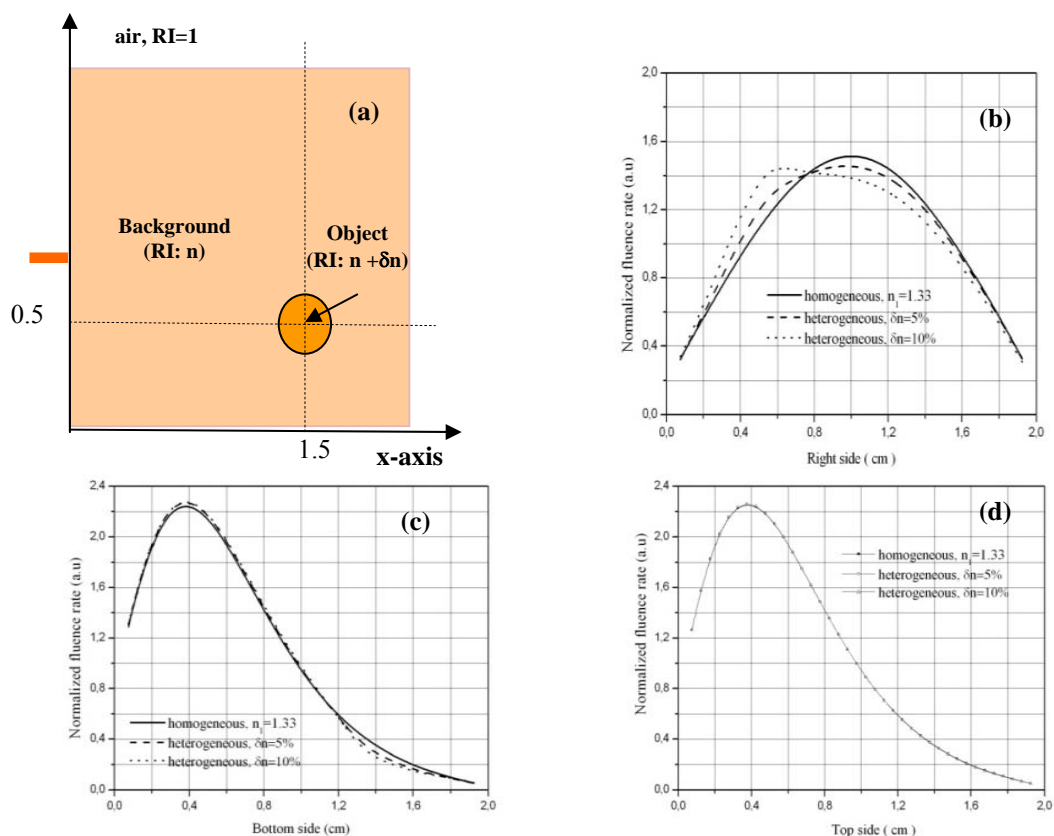 air, RI=1
(a)
Background
(RI: n)
Object
(RI: n +δn)
0.5
1.5
x-axis
(b)
Normalized fluence rate (a.u)
2,0
1,6
1,2
0,8
0,4
0,0
homogeneous, n₁=1.33
heterogeneous, δn=5%
heterogeneous, δn=10%
0,0 0,4 0,8 1,2 1,6 2,0
Right side ( cm )
(c)
Normalized fluence rate (a.u)
2,4
2,0
1,6
1,2
0,8
0,4
0,0
homogeneous, n₁=1.33
heterogeneous, δn=5%
heterogeneous, δn=10%
0,0 0,4 0,8 1,2 1,6 2,0
Bottom side (cm)
(d)
Normalized fluence rate (a.u)
2,4
2,0
1,6
1,2
0,8
0,4
0,0
homogeneous, n₁=1.33
heterogeneous, δn=5%
heterogeneous, δn=10%
0,0 0,4 0,8 1,2 1,6 2,0
Top side ( cm )